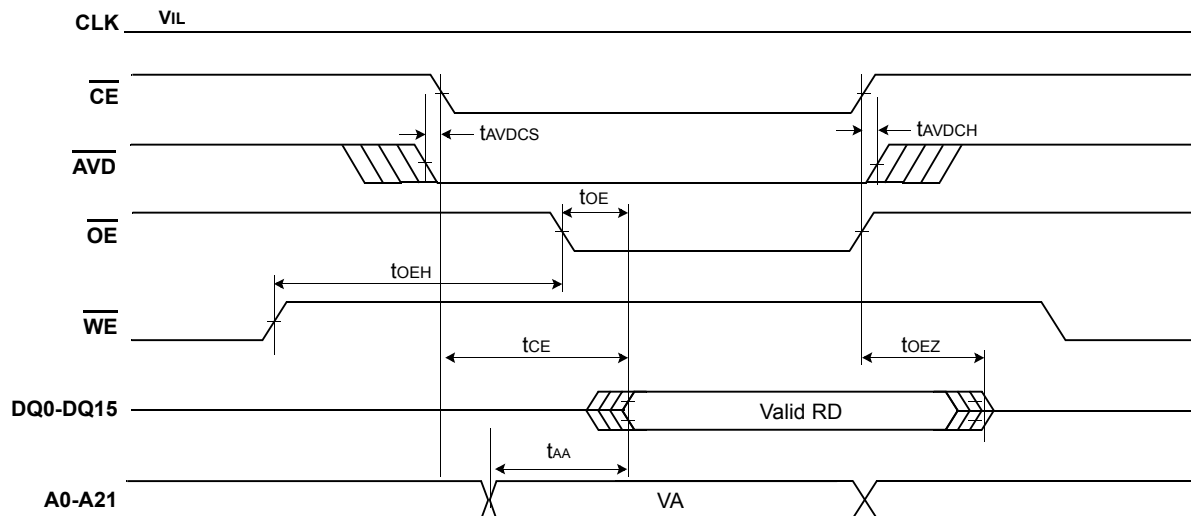 CLK VIL
CE
tAVDCS tAVDCH
AVD
tOE
OE
tOEH
WE
tCE tOEZ
DQ0-DQ15 Valid RD
tAA
A0-A21 VA